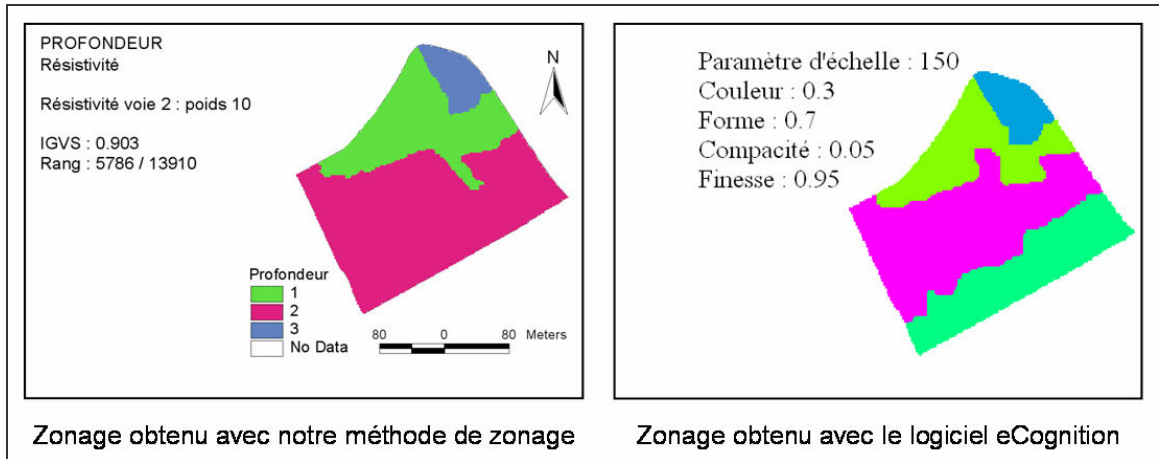 PROFONDEUR
Résistivité
Résistivité voie 2 : poids 10
IGVS : 0.903
Rang : 5786 / 13910
N
Profondeur
1
2
3
No Data
80 0 80 Meters
Zonage obtenu avec notre méthode de zonage
Paramètre d'échelle : 150
Couleur : 0.3
Forme : 0.7
Compacité : 0.05
Finesse : 0.95
Zonage obtenu avec le logiciel eCognition